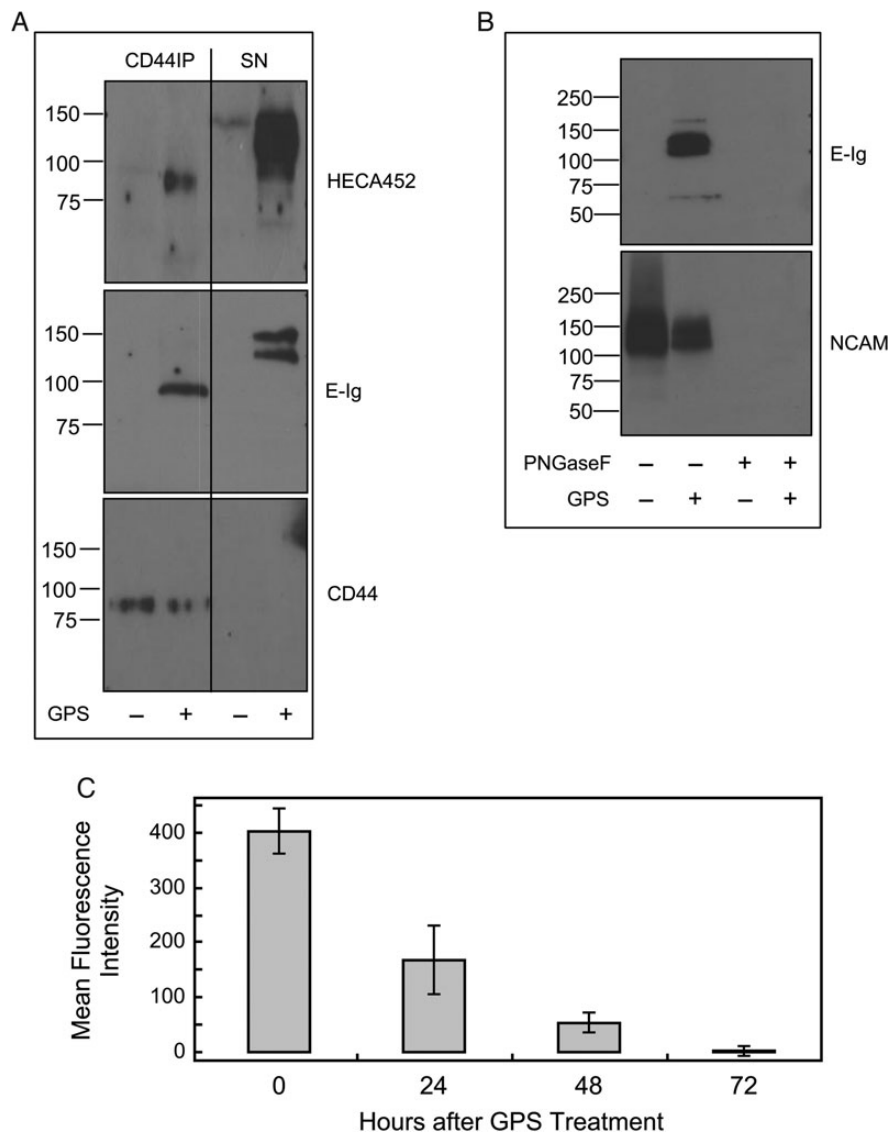 A
CD44IP SN
150
100
75
HECA452
150
100
75
E-Ig
150
100
75
CD44
GPS – + – +
B
250
150
100
75
50
E-Ig
250
150
100
75
50
NCAM
PNGaseF – – + +
GPS – + – +
C
Mean Fluorescence
Intensity
400
300
200
100
0
0 24 48 72
Hours after GPS Treatment